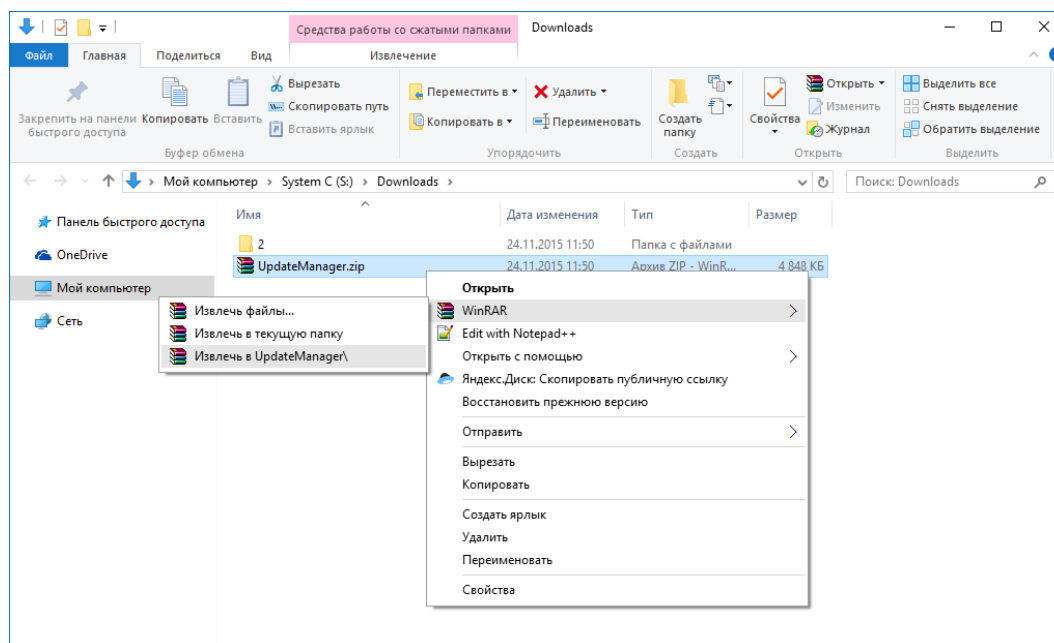 Средства работы со сжатыми папками
Downloads
Файл
Главная
Поделиться
Вид
Извлечение
Закрепить на панели
быстрого доступа
Копировать
Вставить
Вырезать
Скопировать путь
Вставить ярлык
Буфер обмена
Переместить в
Копировать в
Удалить
Переименовать
Упорядочить
Создать
папку
Создать
Свойства
Открыть
Изменить
Журнал
Открыть
Выделить все
Снять выделение
Обратить выделение
Выделить
Мой компьютер > System C (S:) > Downloads >
Поиск: Downloads
Панель быстрого доступа
OneDrive
Мой компьютер
Сеть
Имя
Дата изменения
Тип
Размер
2
24.11.2015 11:50
Папка с файлами
UpdateManager.zip
24.11.2015 11:50
Архив ZIP - WinR...
4 848 КБ
Извлечь файлы...
Извлечь в текущую папку
Извлечь в UpdateManager\
Открыть
WinRAR
Edit with Notepad++
Открыть с помощью
Яндекс.Диск: Скопировать публичную ссылку
Восстановить прежнюю версию
Отправить
Вырезать
Копировать
Создать ярлык
Удалить
Переименовать
Свойства